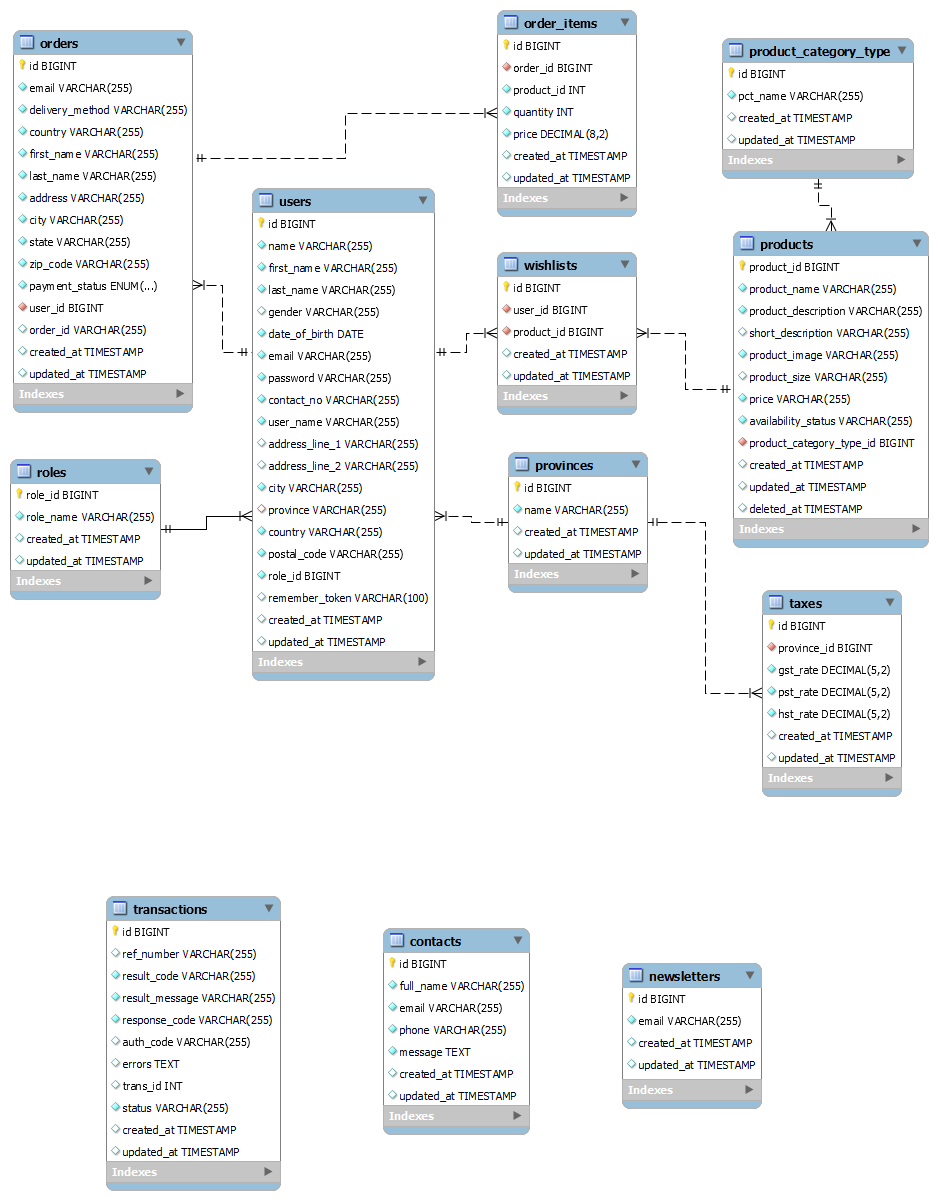 orders
id BIGINT
email VARCHAR(255)
delivery_method VARCHAR(255)
country VARCHAR(255)
first_name VARCHAR(255)
last_name VARCHAR(255)
address VARCHAR(255)
city VARCHAR(255)
state VARCHAR(255)
zip_code VARCHAR(255)
payment_status ENUM(...)
user_id BIGINT
order_id VARCHAR(255)
created_at TIMESTAMP
updated_at TIMESTAMP
Indexes
order_items
id BIGINT
order_id BIGINT
product_id INT
quantity INT
price DECIMAL(8,2)
created_at TIMESTAMP
updated_at TIMESTAMP
Indexes
product_category_type
id BIGINT
pct_name VARCHAR(255)
created_at TIMESTAMP
updated_at TIMESTAMP
Indexes
users
id BIGINT
name VARCHAR(255)
first_name VARCHAR(255)
last_name VARCHAR(255)
gender VARCHAR(255)
date_of_birth DATE
email VARCHAR(255)
password VARCHAR(255)
contact_no VARCHAR(255)
user_name VARCHAR(255)
address_line_1 VARCHAR(255)
address_line_2 VARCHAR(255)
city VARCHAR(255)
province VARCHAR(255)
country VARCHAR(255)
postal_code VARCHAR(255)
role_id BIGINT
remember_token VARCHAR(100)
created_at TIMESTAMP
updated_at TIMESTAMP
Indexes
wishlists
id BIGINT
user_id BIGINT
product_id BIGINT
created_at TIMESTAMP
updated_at TIMESTAMP
Indexes
products
product_id BIGINT
product_name VARCHAR(255)
product_description VARCHAR(255)
short_description VARCHAR(255)
product_image VARCHAR(255)
product_size VARCHAR(255)
price VARCHAR(255)
availability_status VARCHAR(255)
product_category_type_id BIGINT
created_at TIMESTAMP
updated_at TIMESTAMP
deleted_at TIMESTAMP
Indexes
roles
role_id BIGINT
role_name VARCHAR(255)
created_at TIMESTAMP
updated_at TIMESTAMP
Indexes
provinces
id BIGINT
name VARCHAR(255)
created_at TIMESTAMP
updated_at TIMESTAMP
Indexes
taxes
id BIGINT
province_id BIGINT
gst_rate DECIMAL(5,2)
pst_rate DECIMAL(5,2)
hst_rate DECIMAL(5,2)
created_at TIMESTAMP
updated_at TIMESTAMP
Indexes
transactions
id BIGINT
ref_number VARCHAR(255)
result_code VARCHAR(255)
result_message VARCHAR(255)
response_code VARCHAR(255)
auth_code VARCHAR(255)
errors TEXT
trans_id INT
status VARCHAR(255)
created_at TIMESTAMP
updated_at TIMESTAMP
Indexes
contacts
id BIGINT
full_name VARCHAR(255)
email VARCHAR(255)
phone VARCHAR(255)
message TEXT
created_at TIMESTAMP
updated_at TIMESTAMP
Indexes
newsletters
id BIGINT
email VARCHAR(255)
created_at TIMESTAMP
updated_at TIMESTAMP
Indexes